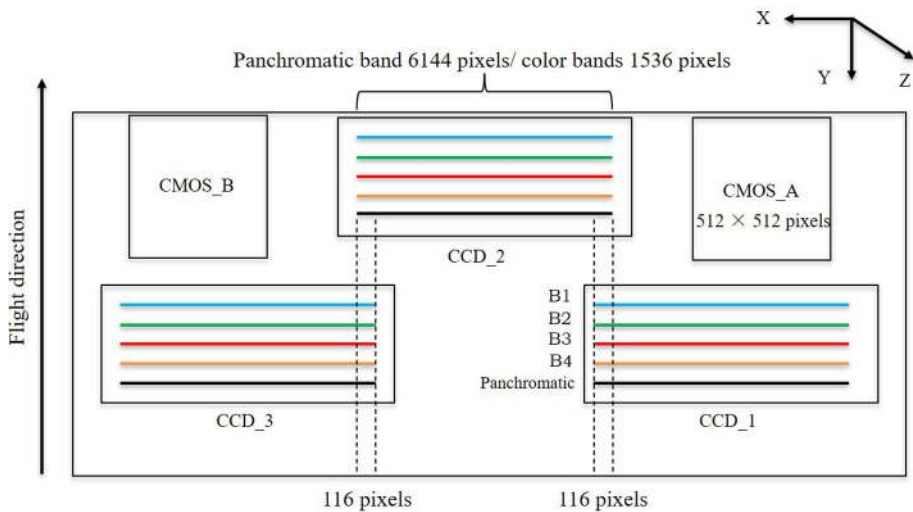 X
Y
Z
Panchromatic band 6144 pixels/ color bands 1536 pixels
Flight direction
CMOS_B
CMOS_A
512 × 512 pixels
CCD_2
B1
B2
B3
B4
Panchromatic
CCD_3
CCD_1
116 pixels
116 pixels